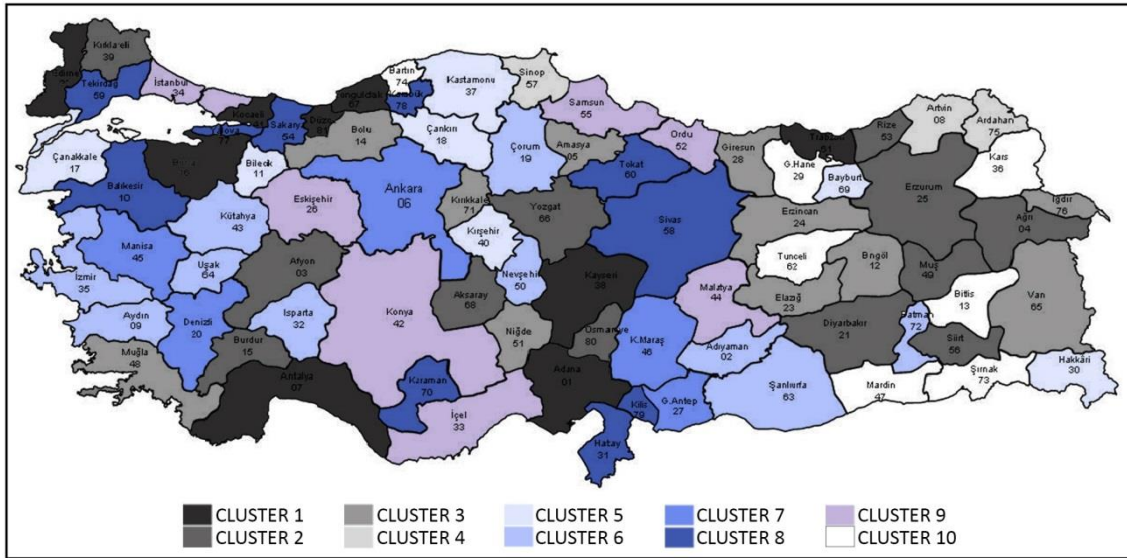 Kırkla'eli
39
Tekirdağ
59
İstanbul
34
Kocaeli
Yalova
77
Sakarya
54
Düzce
81
Zonguldak
67
Bartın
74
Karabük
78
Kastamonu
37
Sinop
57
Samsun
55
Ordu
52
Giresun
28
Rize
53
Artvin
08
Ardahan
75
Kars
36
Çanakkale
17
Balıkesir
10
Bilecik
11
Bolu
14
Çankırı
18
Çorum
19
Amasya
05
Tokat
60
G.Hane
29
Bayburt
69
Erzurum
25
Iğdır
76
Ağrı
04
Kütahya
43
Eskişehir
26
Ankara
06
Kırıkkale
71
Yozgat
66
Sivas
58
Erzincan
24
Manisa
45
Uşak
64
Afyon
03
Kırşehir
40
Nevşehir
50
Kayseri
38
Tunceli
62
Bingöl
12
Muş
49
Bitlis
13
Van
65
İzmir
35
Aydın
09
Denizli
20
Isparta
32
Konya
42
Aksaray
68
Niğde
51
Malatya
44
Elazığ
23
Diyarbakır
21
Batman
72
Siirt
56
Hakkâri
30
Muğla
48
Burdur
15
Antalya
07
Karaman
70
İçel
33
Adana
01
Osmaniye
80
K.Maraş
46
Adıyaman
02
Şanlıurfa
63
Mardin
47
Şırnak
73
Kilis
79
G.Antep
27
Hatay
31
CLUSTER 1 CLUSTER 3 CLUSTER 5 CLUSTER 7 CLUSTER 9
CLUSTER 2 CLUSTER 4 CLUSTER 6 CLUSTER 8 CLUSTER 10